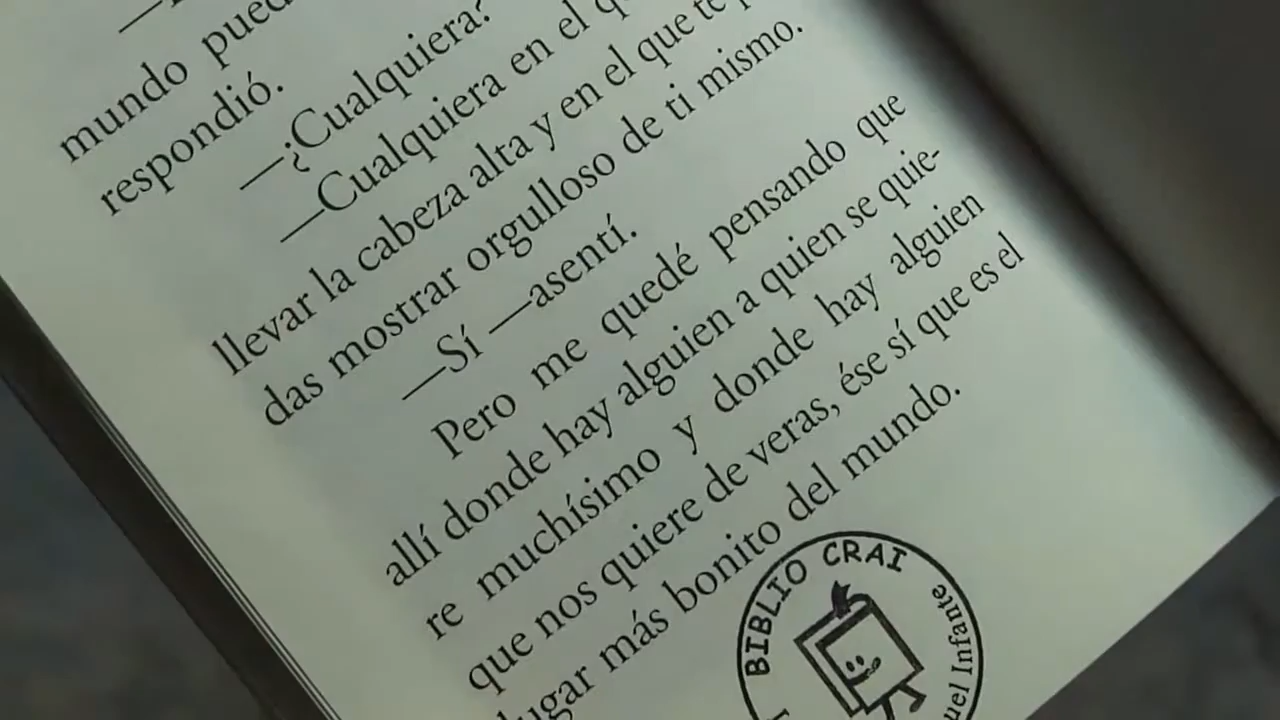 mundo
respondió.
—¿Cualquiera?
—Cualquiera en el
llevar la cabeza alta y en el que te
das mostrar orgulloso de ti mismo.
—Sí —asentí.
Pero me quedé pensando que
allí donde hay alguien a quien se quie-
re muchísimo y donde hay alguien
que nos quiere de veras, ése sí que es el
lugar más bonito del mundo.
BIBLIO CRAI
Infante